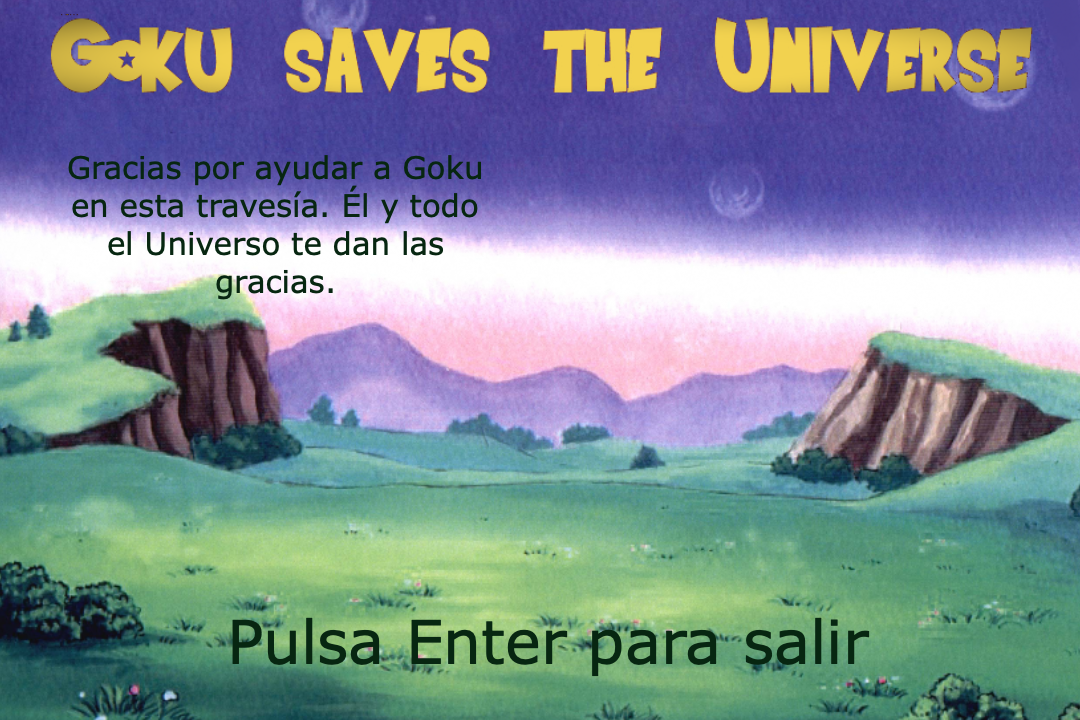 Goku saves the Universe
Gracias por ayudar a Goku
en esta travesía. Él y todo
el Universo te dan las
gracias.
Pulsa Enter para salir